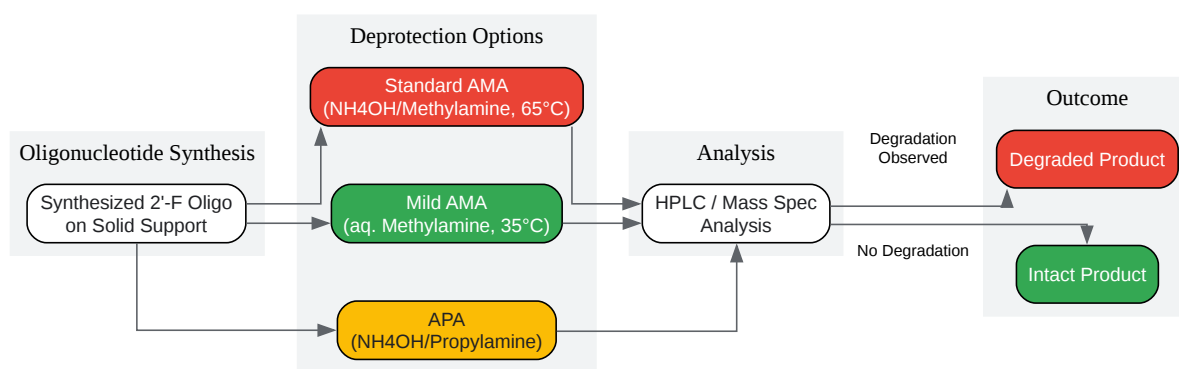 Oligonucleotide Synthesis
Synthesized 2'-F Oligo
on Solid Support
Deprotection Options
Standard AMA
(NH4OH/Methylamine, 65°C)
Mild AMA
(aq. Methylamine, 35°C)
APA
(NH4OH/Propylamine)
Analysis
HPLC / Mass Spec
Analysis
Degradation
Observed
No Degradation
Outcome
Degraded Product
Intact Product